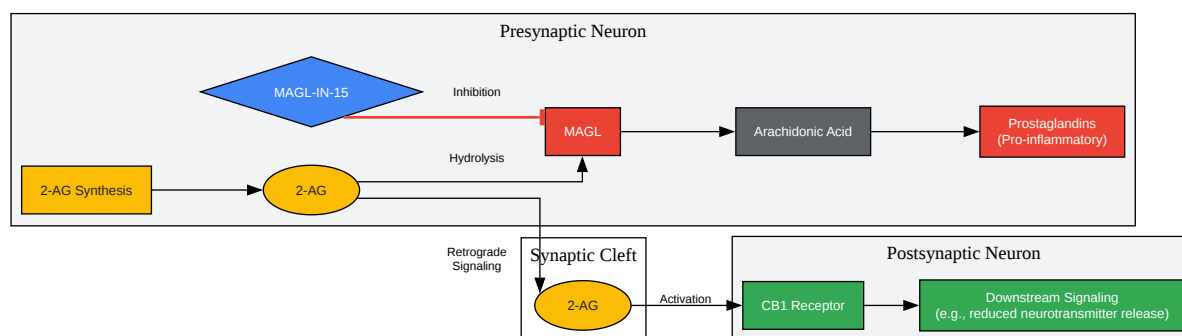 Presynaptic Neuron
MAGL-IN-15
Inhibition
MAGL
Arachidonic Acid
Prostaglandins
(Pro-inflammatory)
Hydrolysis
2-AG Synthesis
2-AG
Retrograde
Signaling
Synaptic Cleft
2-AG
Activation
Postsynaptic Neuron
CB1 Receptor
Downstream Signaling
(e.g., reduced neurotransmitter release)